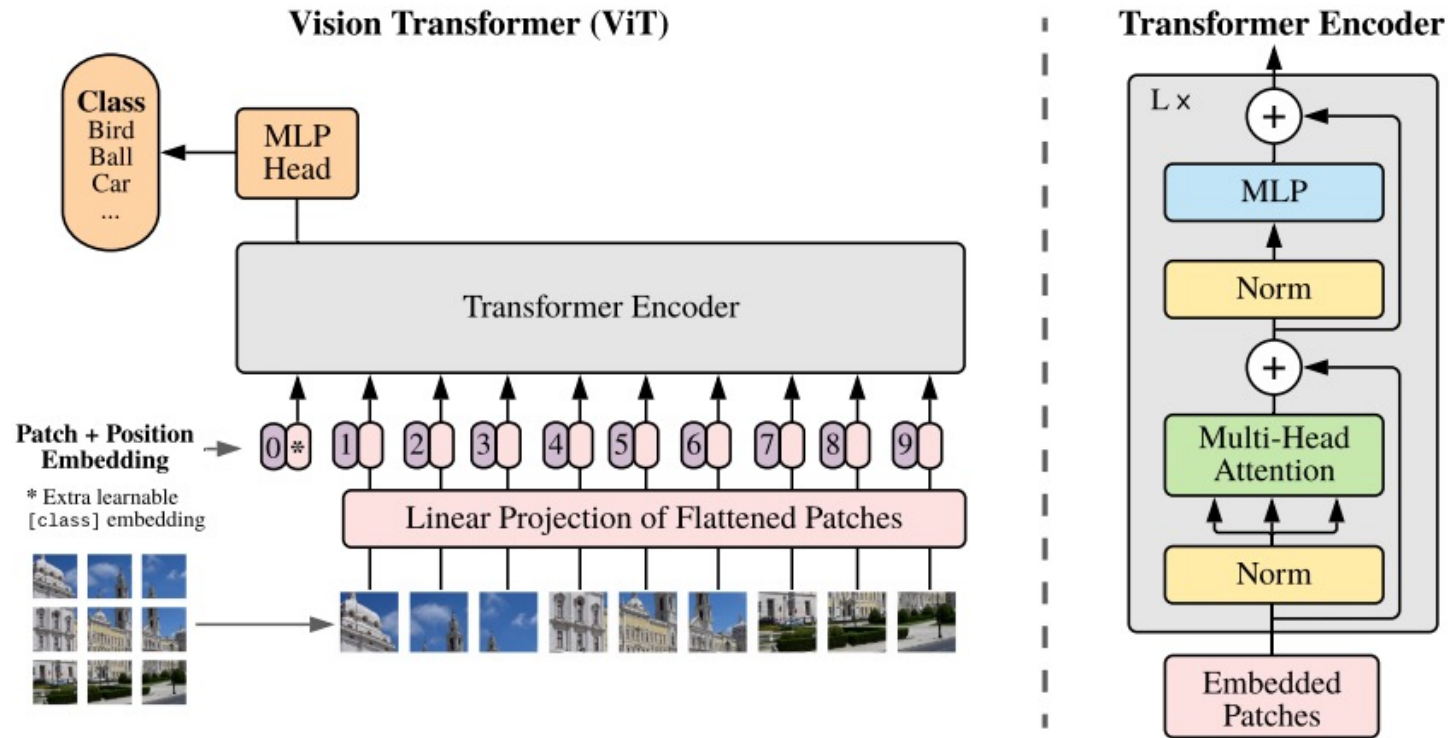 Vision Transformer (ViT)
Class
Bird
Ball
Car
...
MLP
Head
Transformer Encoder
Patch + Position
Embedding
0 * 1 2 3 4 5 6 7 8 9
* Extra learnable
[class] embedding
Linear Projection of Flattened Patches
Transformer Encoder
L ×
+
MLP
Norm
+
Multi-Head
Attention
Norm
Embedded
Patches